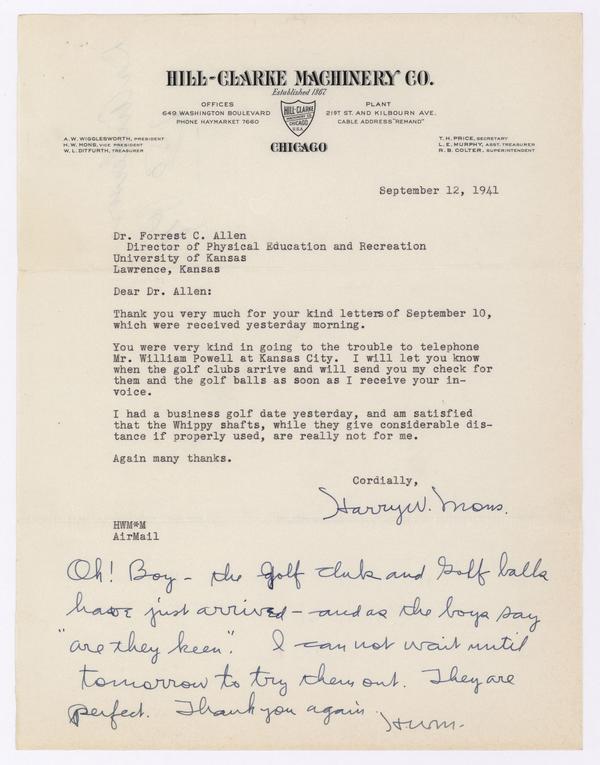 HILL-CLARKE MACHINERY CO.
Established 1867
OFFICES
649 WASHINGTON BOULEVARD
PHONE HAYMARKET 7660
HILL-CLARKE
MACHINERY CO.
CHICAGO
U.S.A.
PLANT
21ST ST. AND KILBOURN AVE.
CABLE ADDRESS "REMAND"
A. W. WIGGLESWORTH, PRESIDENT
H. W. MONS, VICE PRESIDENT
W. L. DITFURTH, TREASURER
CHICAGO
T. H. PRICE, SECRETARY
L. E. MURPHY, ASST. TREASURER
R. B. COLTER, SUPERINTENDENT
September 12, 1941
Dr. Forrest C. Allen
Director of Physical Education and Recreation
University of Kansas
Lawrence, Kansas
Dear Dr. Allen:
Thank you very much for your kind letters of September 10,
which were received yesterday morning.
You were very kind in going to the trouble to telephone
Mr. William Powell at Kansas City. I will let you know
when the golf clubs arrive and will send you my check for
them and the golf balls as soon as I receive your in-
voice.
I had a business golf date yesterday, and am satisfied
that the Whippy shafts, while they give considerable dis-
tance if properly used, are really not for me.
Again many thanks.
Cordially,
Harry W. Mons.
HWM*M
AirMail
Oh! Boy - the golf club and Golf balls
have just arrived - and as the boys say
"are they keen". I can not wait until
tomorrow to try them out. They are
perfect. Thank you again
HWM-